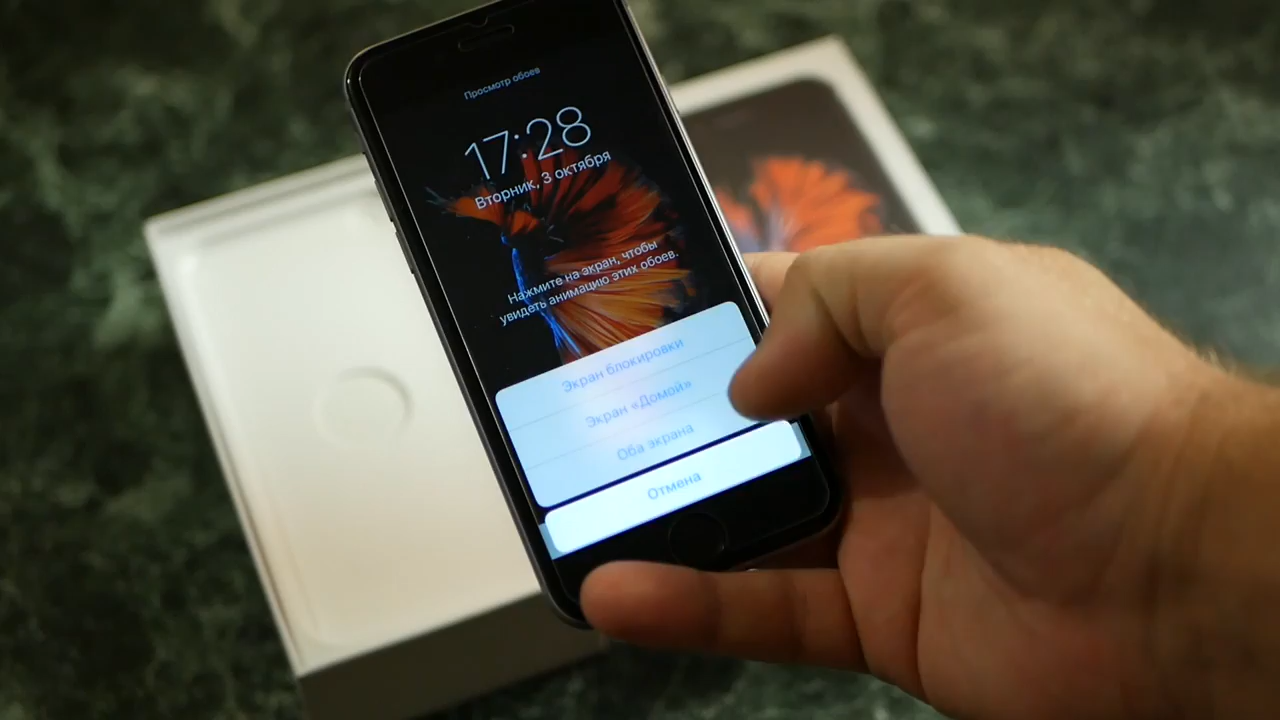 Просмотр обоев
17:28
Вторник, 3 октября
Нажмите на экран, чтобы
увидеть анимацию этих обоев.
Экран блокировки
Экран «Домой»
Оба экрана
Отмена